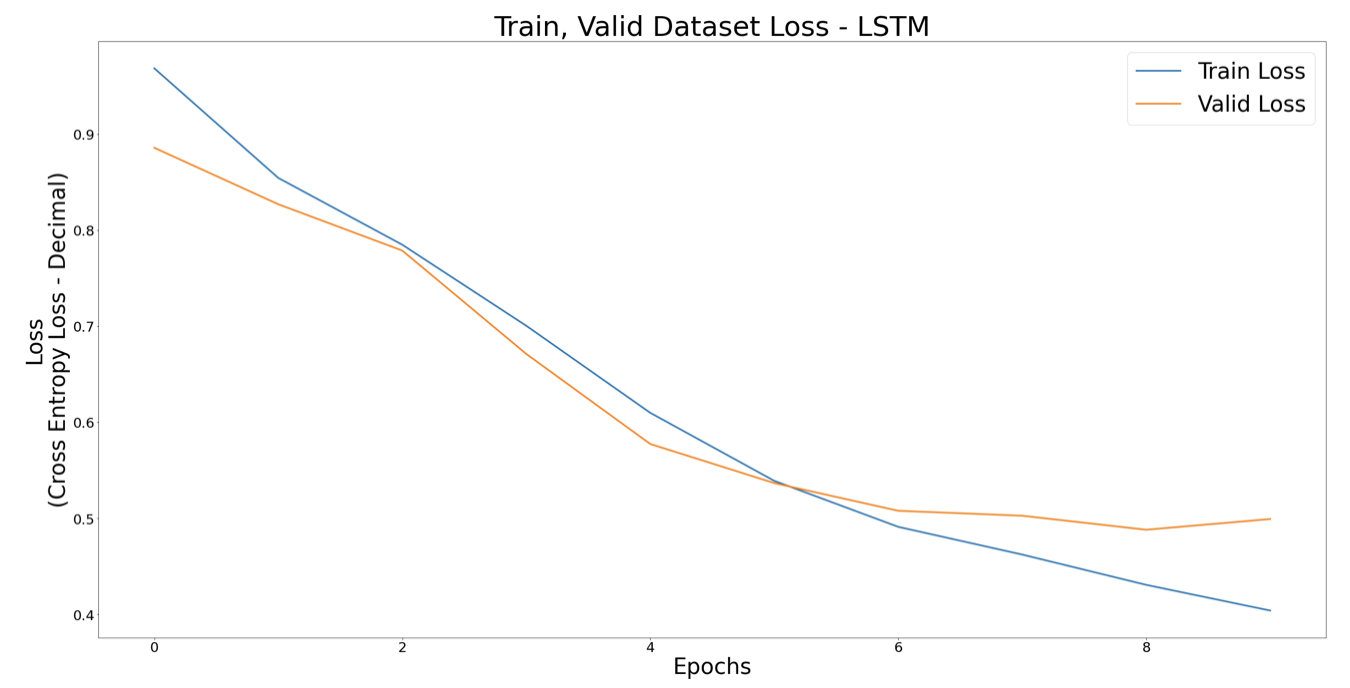 Train, Valid Dataset Loss - LSTM
Train Loss
Valid Loss
Loss
(Cross Entropy Loss - Decimal)
0.9
0.8
0.7
0.6
0.5
0.4
0
2
4
6
8
Epochs